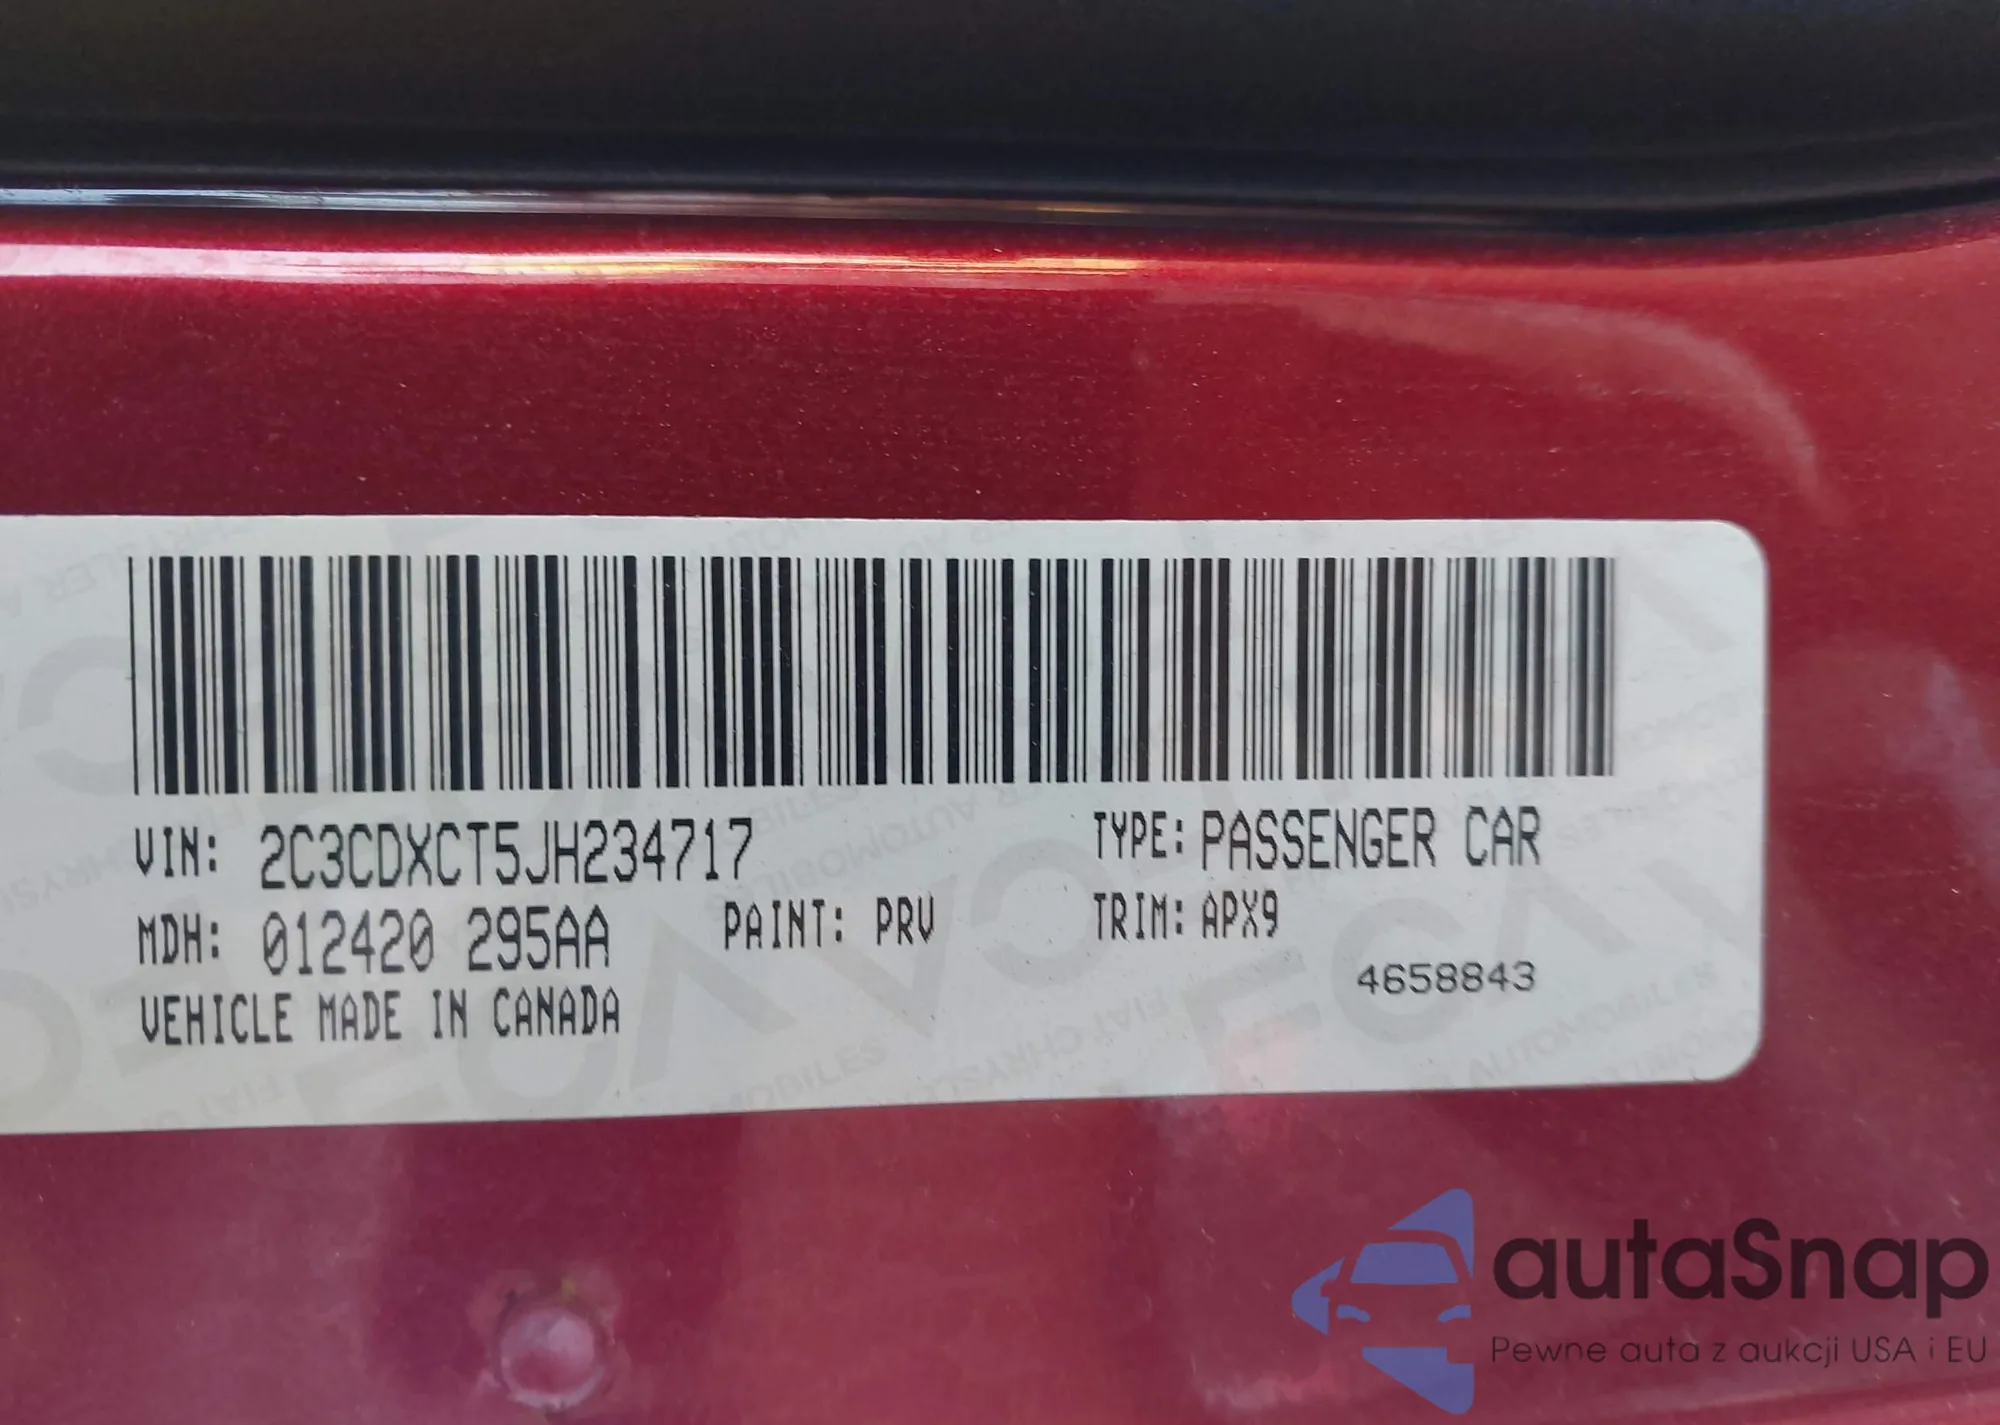 VIN: 2C3CDXCT5JH234717 TYPE: PASSENGER CAR
MDH: 012420 295AA PAINT: PRV TRIM: APX9
4658843
VEHICLE MADE IN CANADA
autaSnap
Pewne auta z aukcji USA i EU